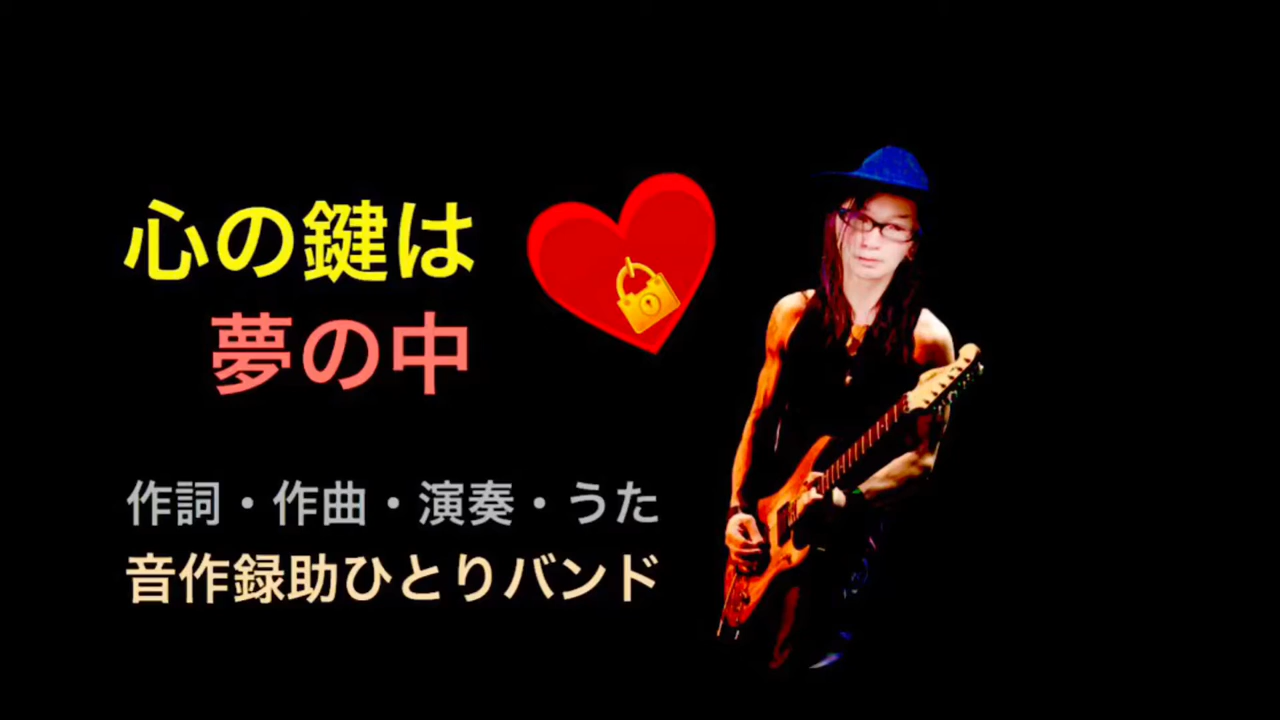 心の鍵は
夢の中
作詞・作曲・演奏・うた
音作録助ひとりバンド